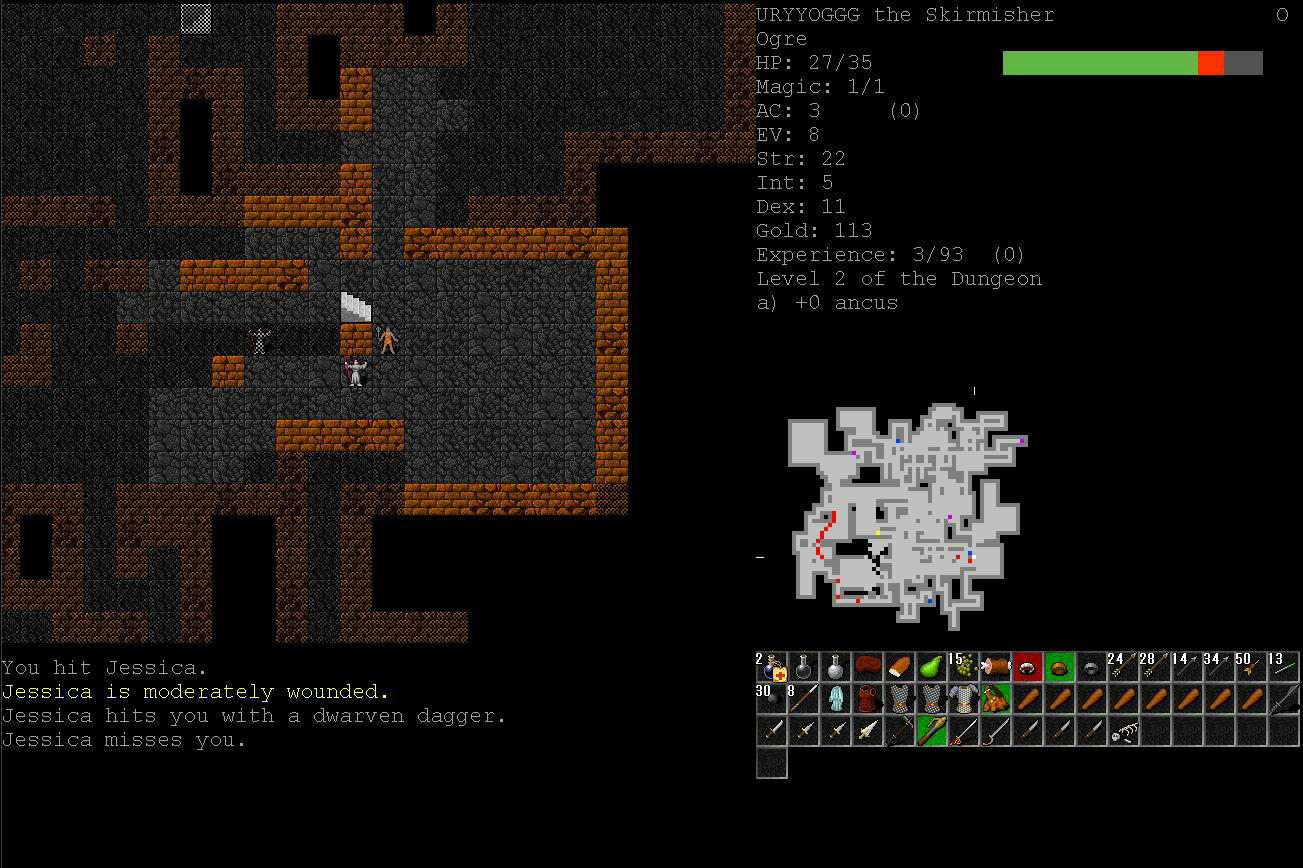 URYYOGGG the Skirmisher O
Ogre
HP: 27/35
Magic: 1/1
AC: 3 (0)
EV: 8
Str: 22
Int: 5
Dex: 11
Gold: 113
Experience: 3/93 (0)
Level 2 of the Dungeon
a) +0 ancus
2 15 24 28 14 34 50 13
30 8
You hit Jessica.
Jessica is moderately wounded.
Jessica hits you with a dwarven dagger.
Jessica misses you.